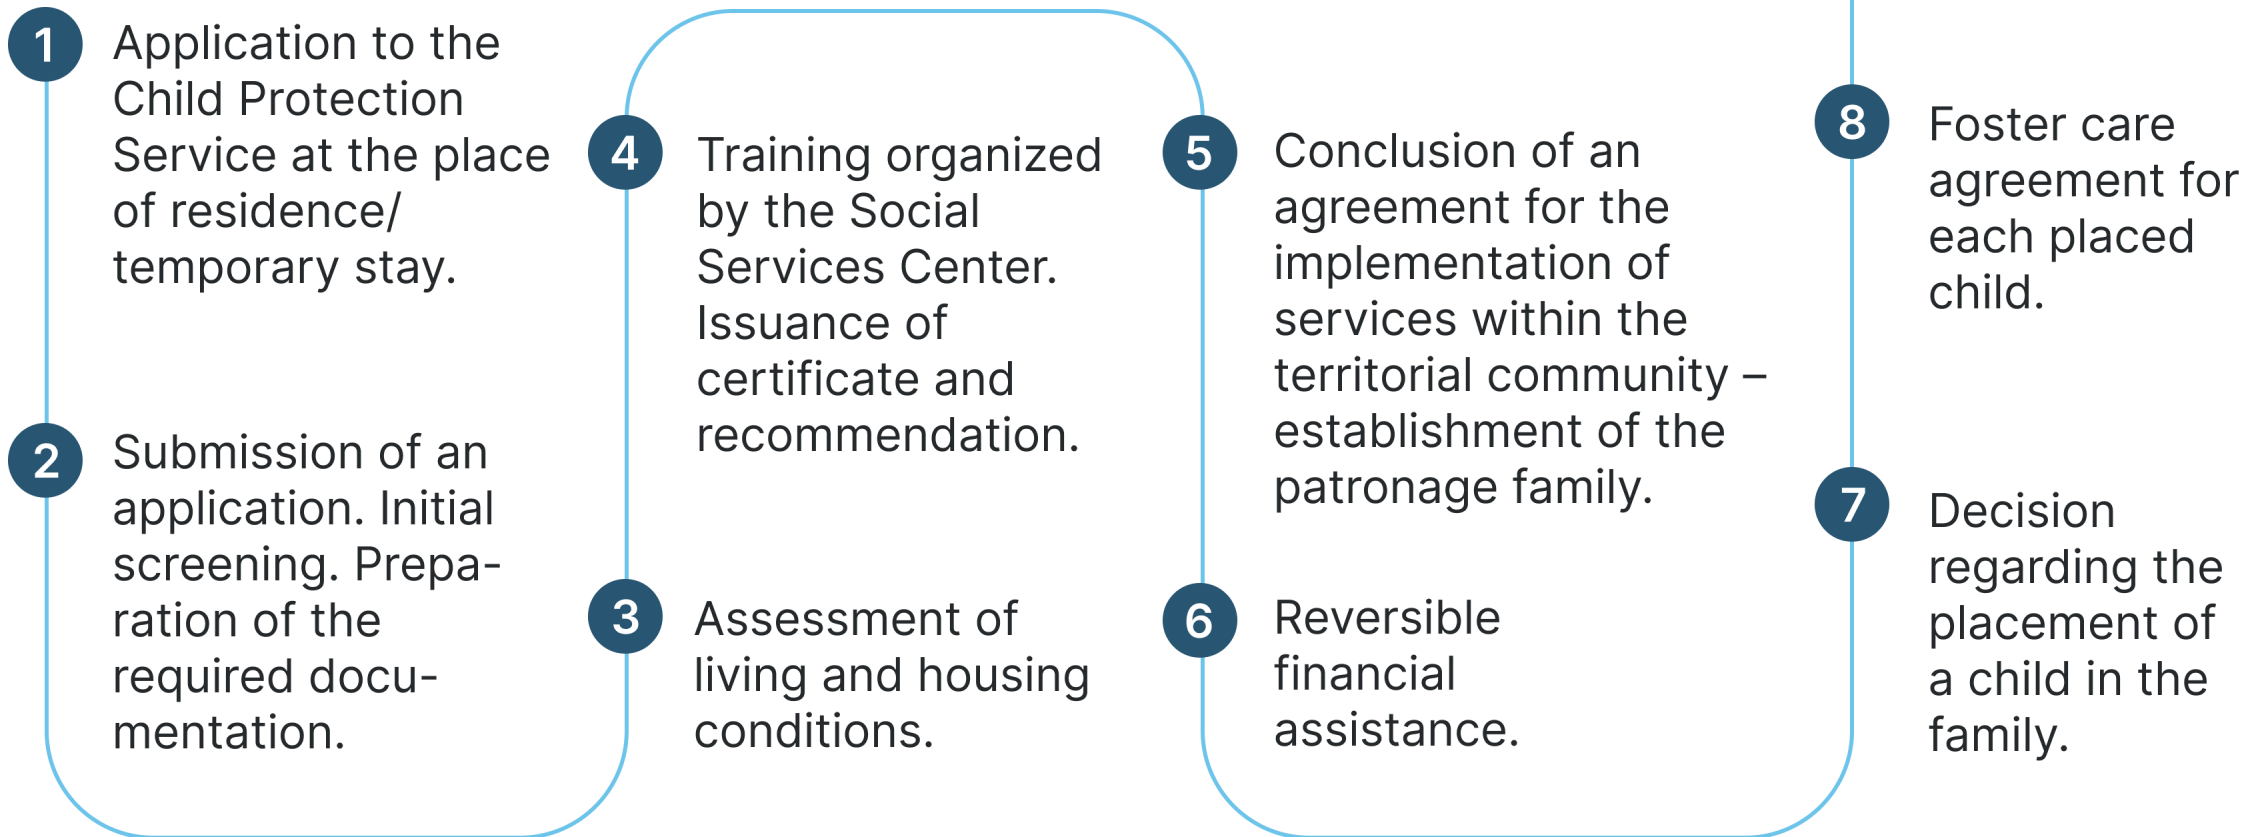 1
Application to the
Child Protection
Service at the place
of residence/
temporary stay.
2
Submission of an
application. Initial
screening. Prepa-
ration of the
required docu-
mentation.
3
Assessment of
living and housing
conditions.
4
Training organized
by the Social
Services Center.
Issuance of
certificate and
recommendation.
5
Conclusion of an
agreement for the
implementation of
services within the
territorial community –
establishment of the
patronage family.
6
Reversible
financial
assistance.
7
Decision
regarding the
placement of
a child in the
family.
8
Foster care
agreement for
each placed
child.